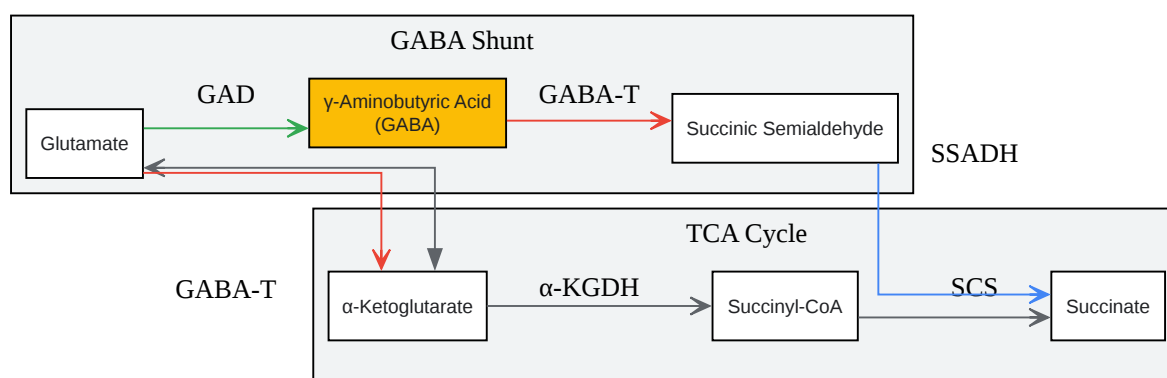 GABA Shunt
GAD
γ-Aminobutyric Acid
(GABA)
GABA-T
Glutamate
Succinic Semialdehyde
SSADH
TCA Cycle
GABA-T
α-KGDH
SCS
α-Ketoglutarate
Succinyl-CoA
Succinate